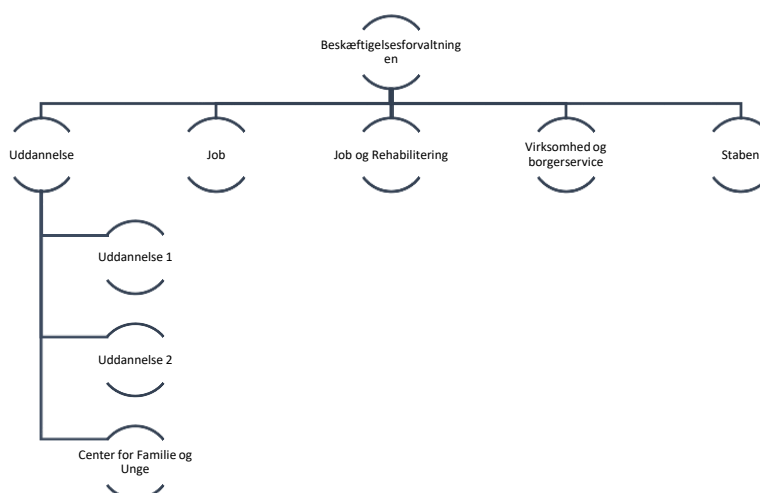 Beskæftigelsesforvaltning
en
Uddannelse
Job
Job og Rehabilitering
Virksomhed og
borgerservice
Staben
Uddannelse 1
Uddannelse 2
Center for Familie og
Unge